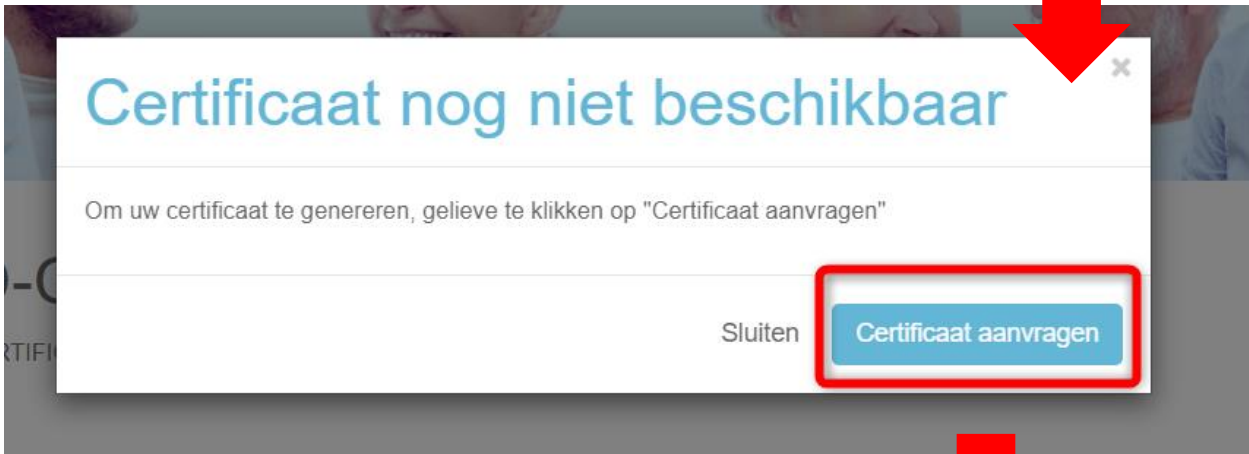 Certificaat nog niet beschikbaar
×
Om uw certificaat te genereren, gelieve te klikken op "Certificaat aanvragen"
Sluiten
Certificaat aanvragen